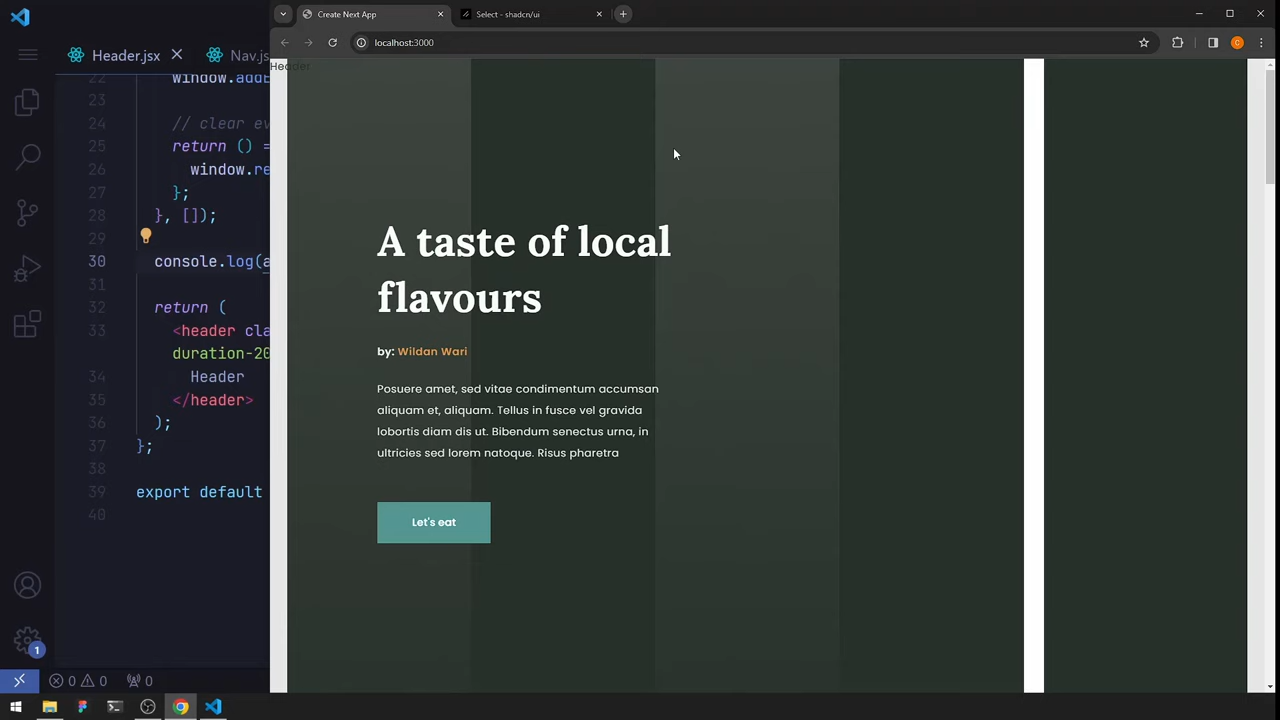 Create Next App
Select - shadcn/ui
localhost:3000
Header.jsx
Nav.js
22 window.addE
23
24 // clear ev
25 return () =
26 window.re
27 };
28 }, []);
29
30 console.log(a
31
32 return (
33 <header cla
duration-20
34 Header
35 </header>
36 );
37 };
38
39 export default
40
0
0
0
1
Header
A taste of local
flavours
by: Wildan Wari
Posuere amet, sed vitae condimentum accumsan
aliquam et, aliquam. Tellus in fusce vel gravida
lobortis diam dis ut. Bibendum senectus urna, in
ultricies sed lorem natoque. Risus pharetra
Let's eat
C